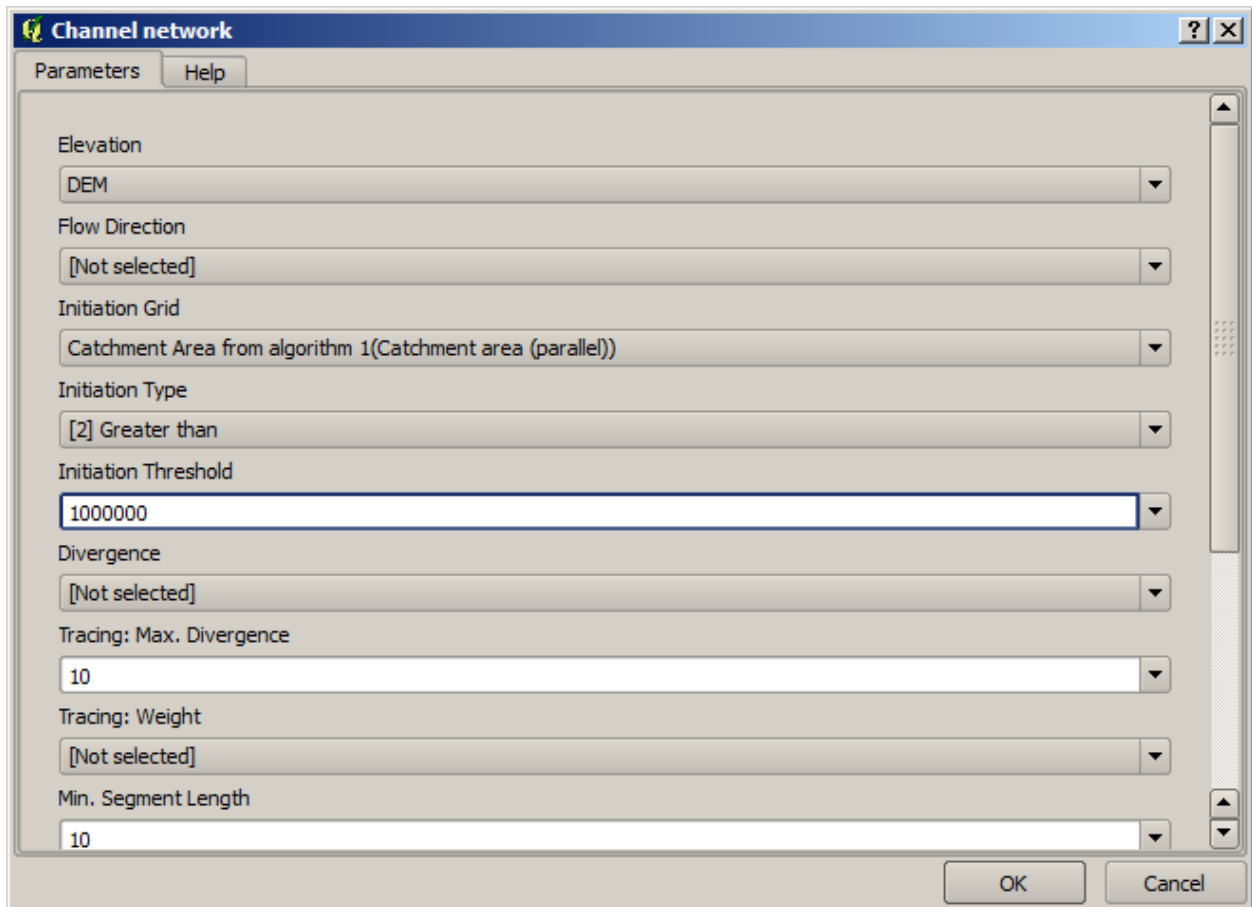 Channel network
Parameters Help
Elevation
DEM
Flow Direction
[Not selected]
Initiation Grid
Catchment Area from algorithm 1(Catchment area (parallel))
Initiation Type
[2] Greater than
Initiation Threshold
1000000
Divergence
[Not selected]
Tracing: Max. Divergence
10
Tracing: Weight
[Not selected]
Min. Segment Length
10
OK Cancel